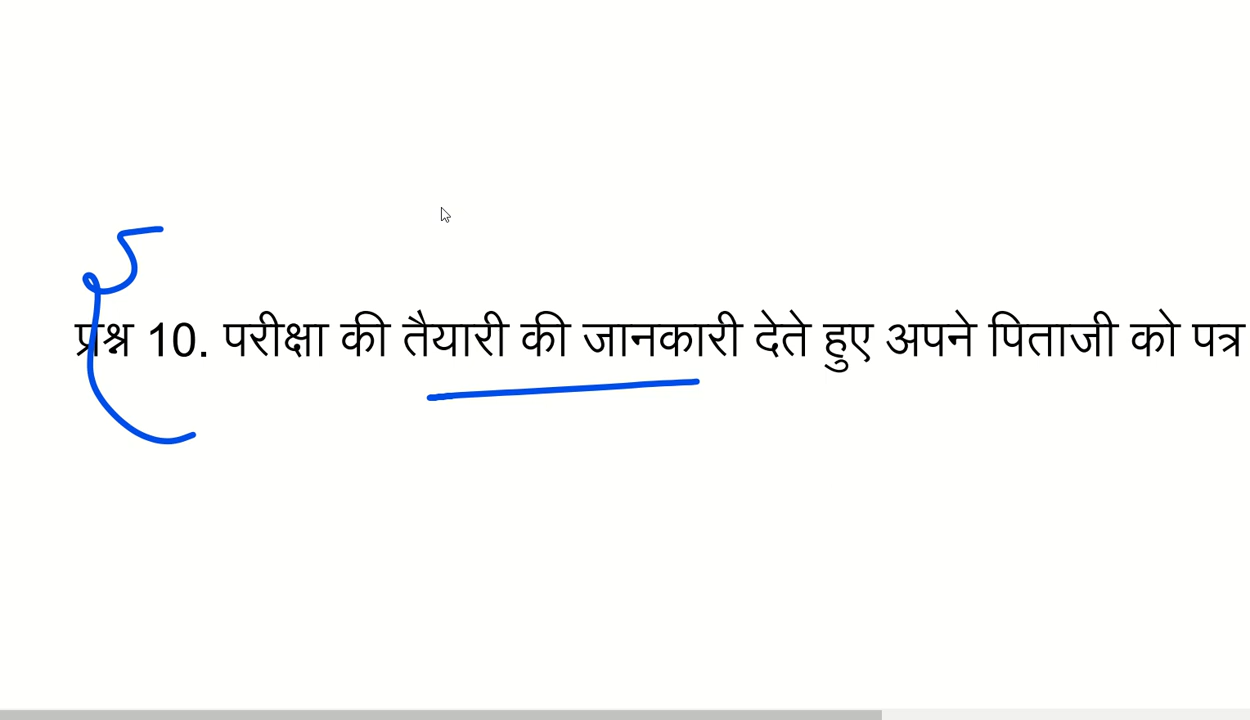 प्रश्न 10. परीक्षा की तैयारी की जानकारी देते हुए अपने पिताजी को पत्र